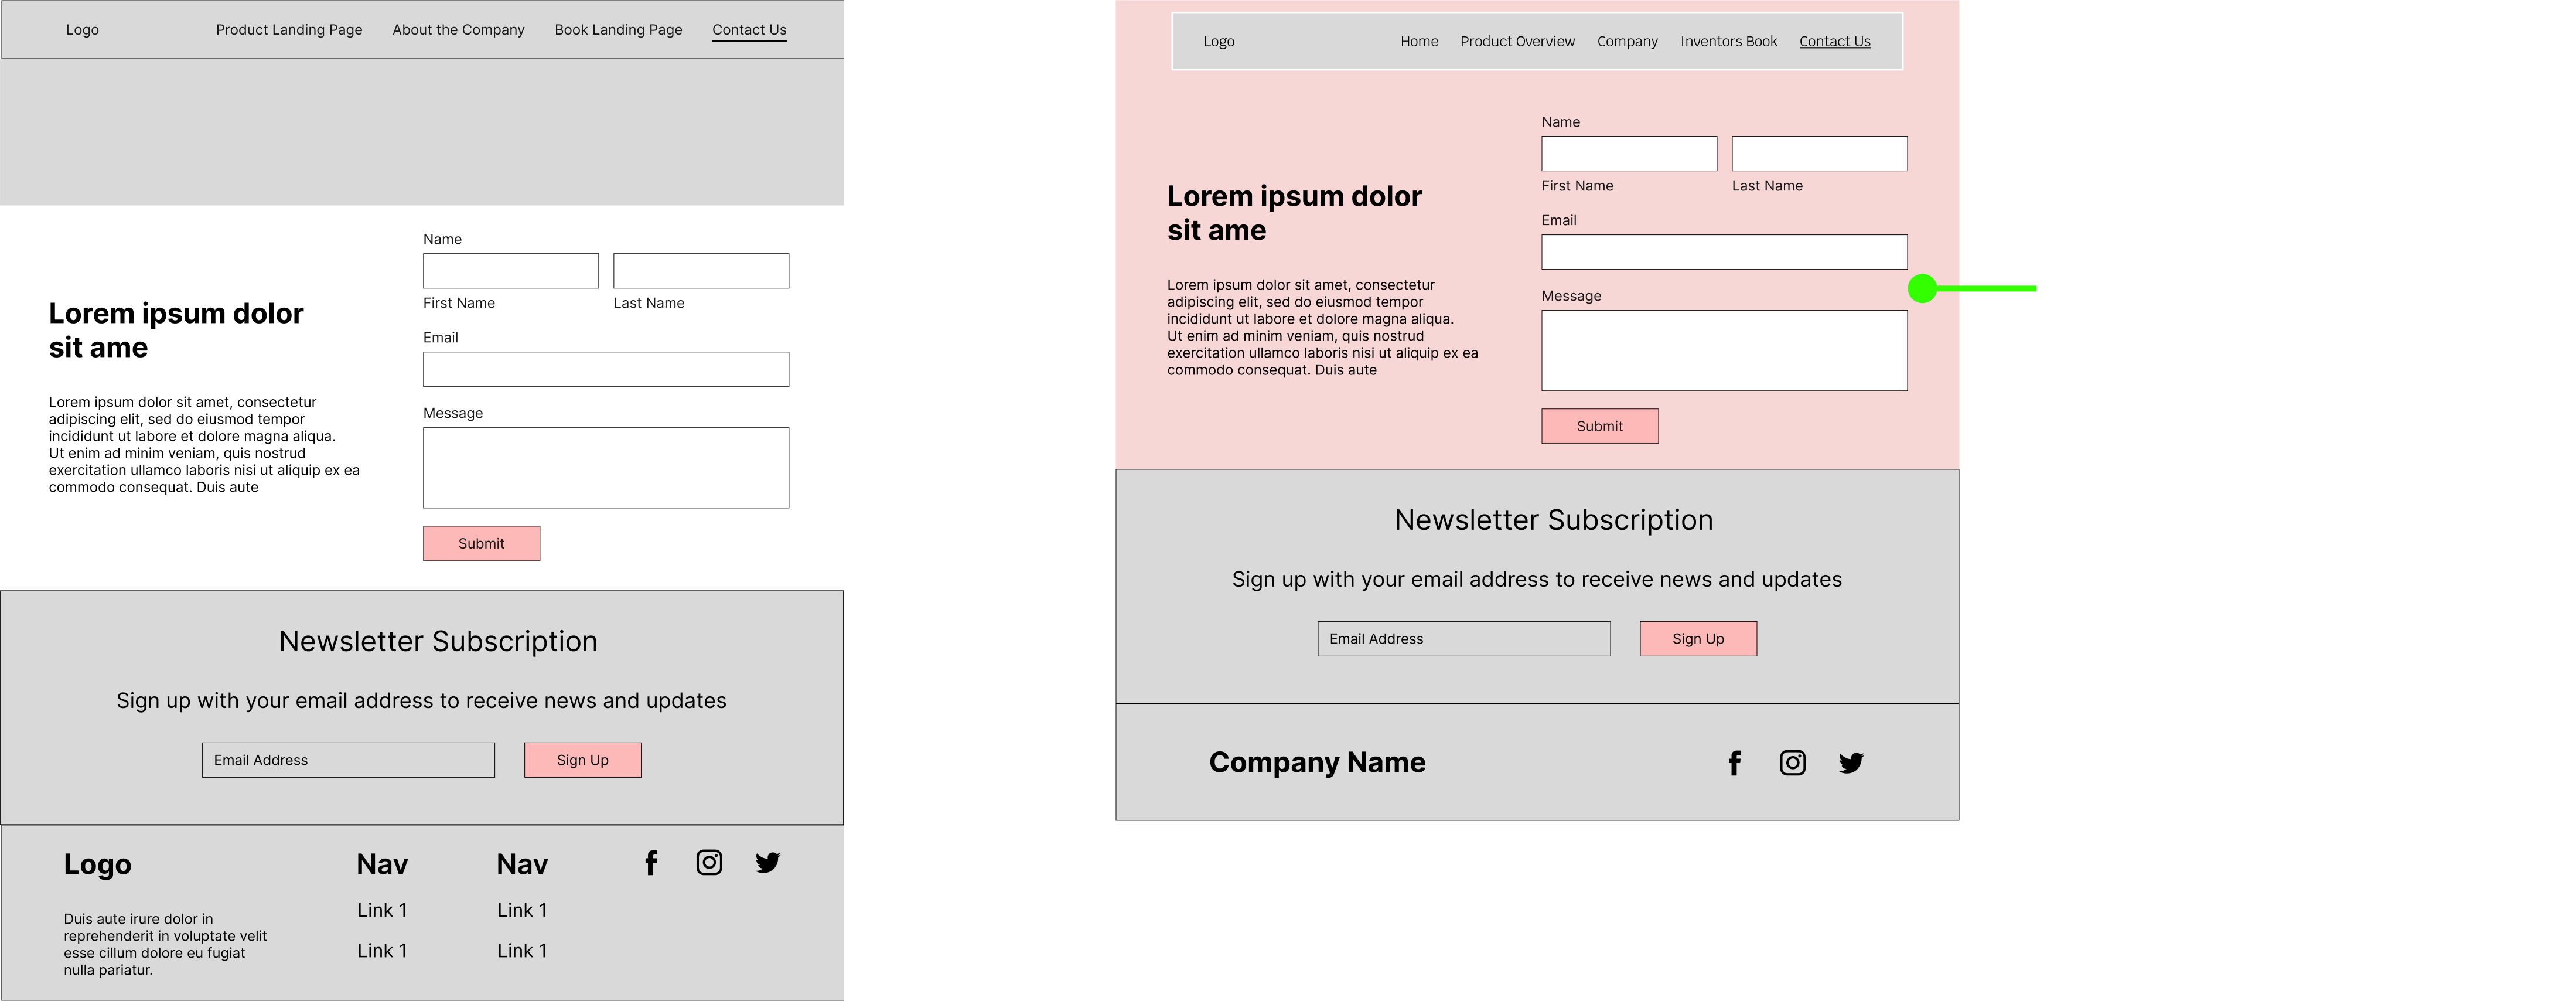 Logo
Product Landing Page
About the Company
Book Landing Page
Contact Us
Lorem ipsum dolor
sit ame
Lorem ipsum dolor sit amet, consectetur
adipiscing elit, sed do eiusmod tempor
incididunt ut labore et dolore magna aliqua.
Ut enim ad minim veniam, quis nostrud
exercitation ullamco laboris nisi ut aliquip ex ea
commodo consequat. Duis aute
Name
First Name
Last Name
Email
Message
Submit
Newsletter Subscription
Sign up with your email address to receive news and updates
Email Address
Sign Up
Logo
Duis aute irure dolor in
reprehenderit in voluptate velit
esse cillum dolore eu fugiat
nulla pariatur.
Nav
Link 1
Link 1
Nav
Link 1
Link 1
Logo
Home
Product Overview
Company
Inventors Book
Contact Us
Lorem ipsum dolor
sit ame
Lorem ipsum dolor sit amet, consectetur
adipiscing elit, sed do eiusmod tempor
incididunt ut labore et dolore magna aliqua.
Ut enim ad minim veniam, quis nostrud
exercitation ullamco laboris nisi ut aliquip ex ea
commodo consequat. Duis aute
Name
First Name
Last Name
Email
Message
Submit
Newsletter Subscription
Sign up with your email address to receive news and updates
Email Address
Sign Up
Company Name